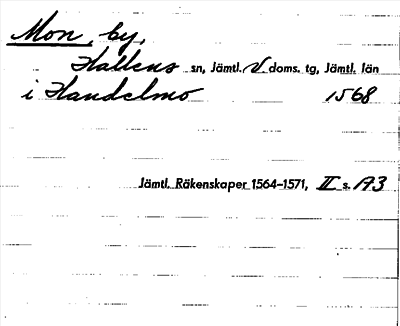 Mon, by,
Hallens sn, Jämtl. V. doms. tg, Jämtl. län
i Handelmo 1568
Jämtl. Räkenskaper 1564–1571, II s. 173